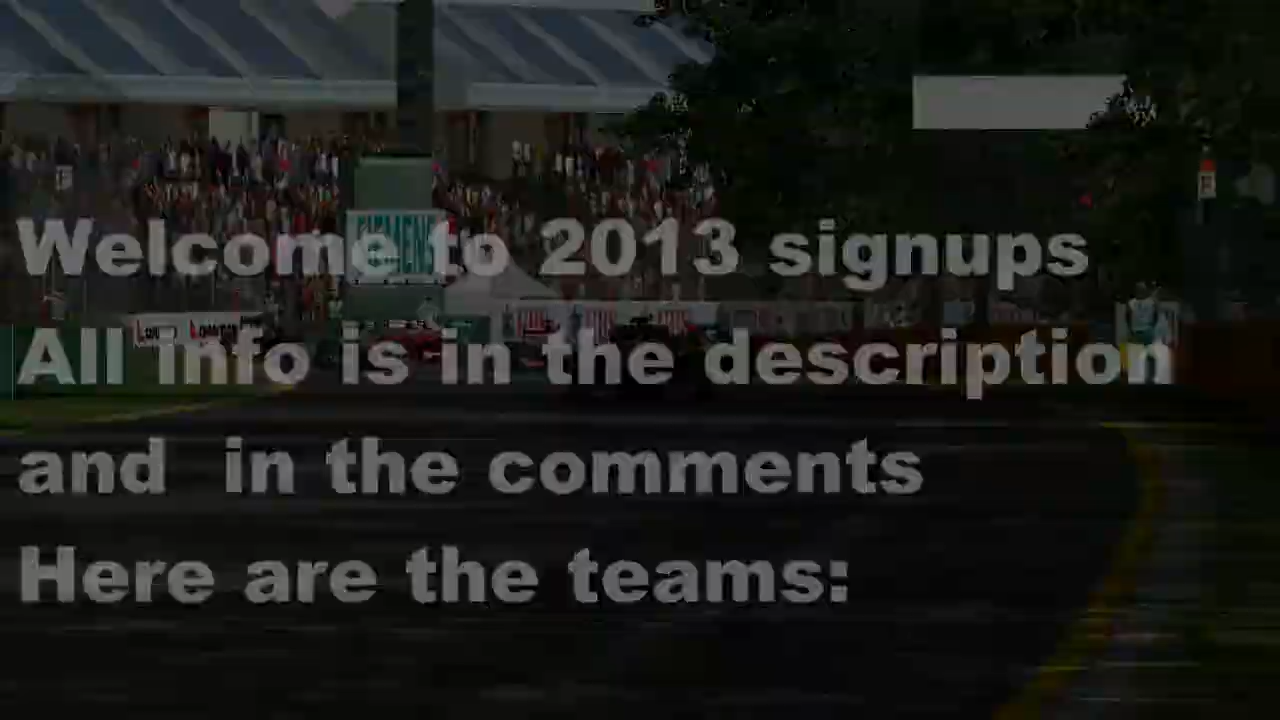 Welcome to 2013 signups
All info is in the description
and  in the comments
Here are the teams: